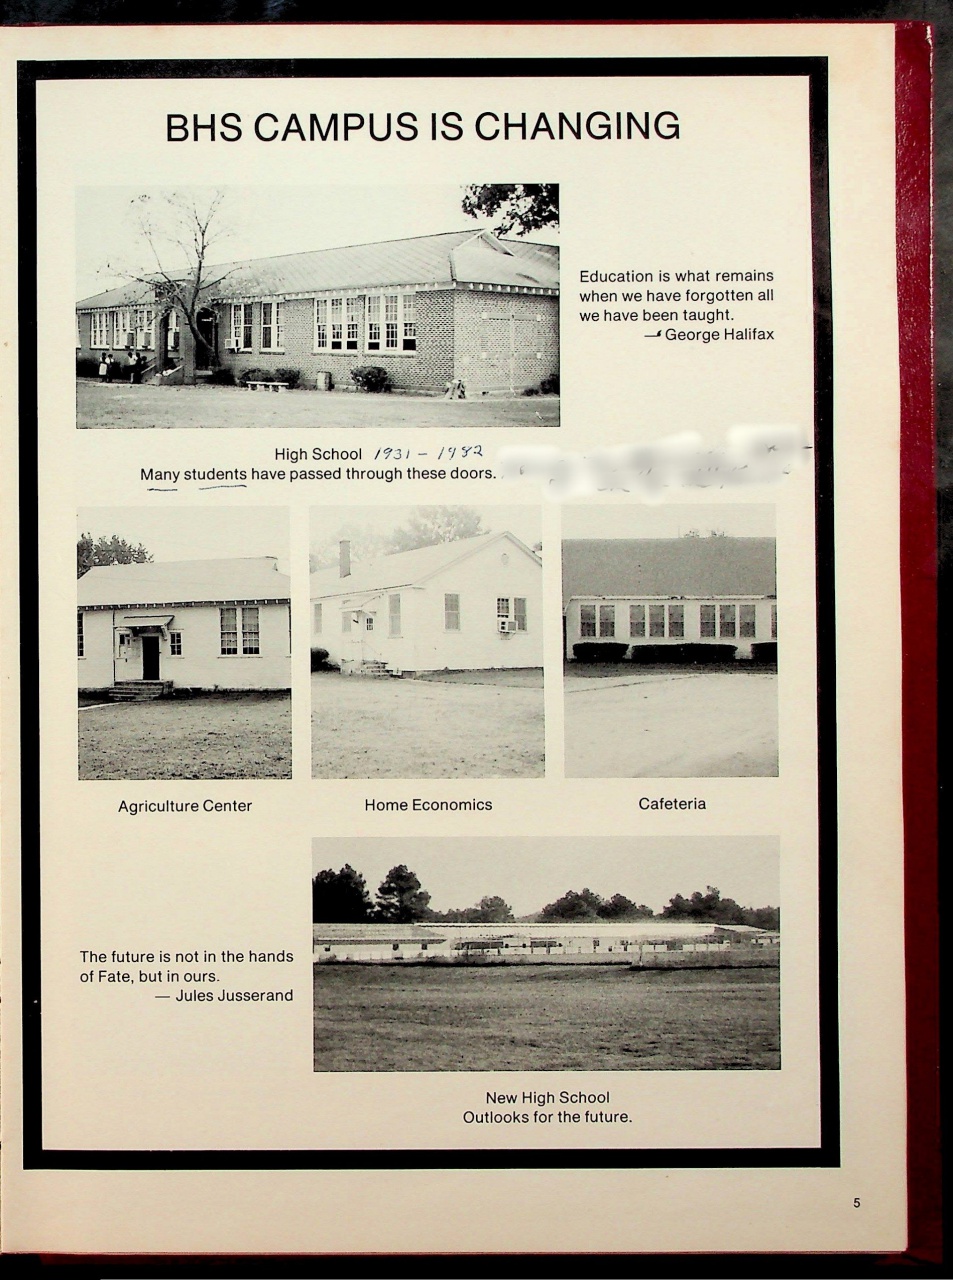 BHS CAMPUS IS CHANGING
Education is what remains
when we have forgotten all
we have been taught.
— George Halifax
High School 1931 - 1982
Many students have passed through these doors.
Agriculture Center
Home Economics
Cafeteria
The future is not in the hands
of Fate, but in ours.
— Jules Jusserand
New High School
Outlooks for the future.
5